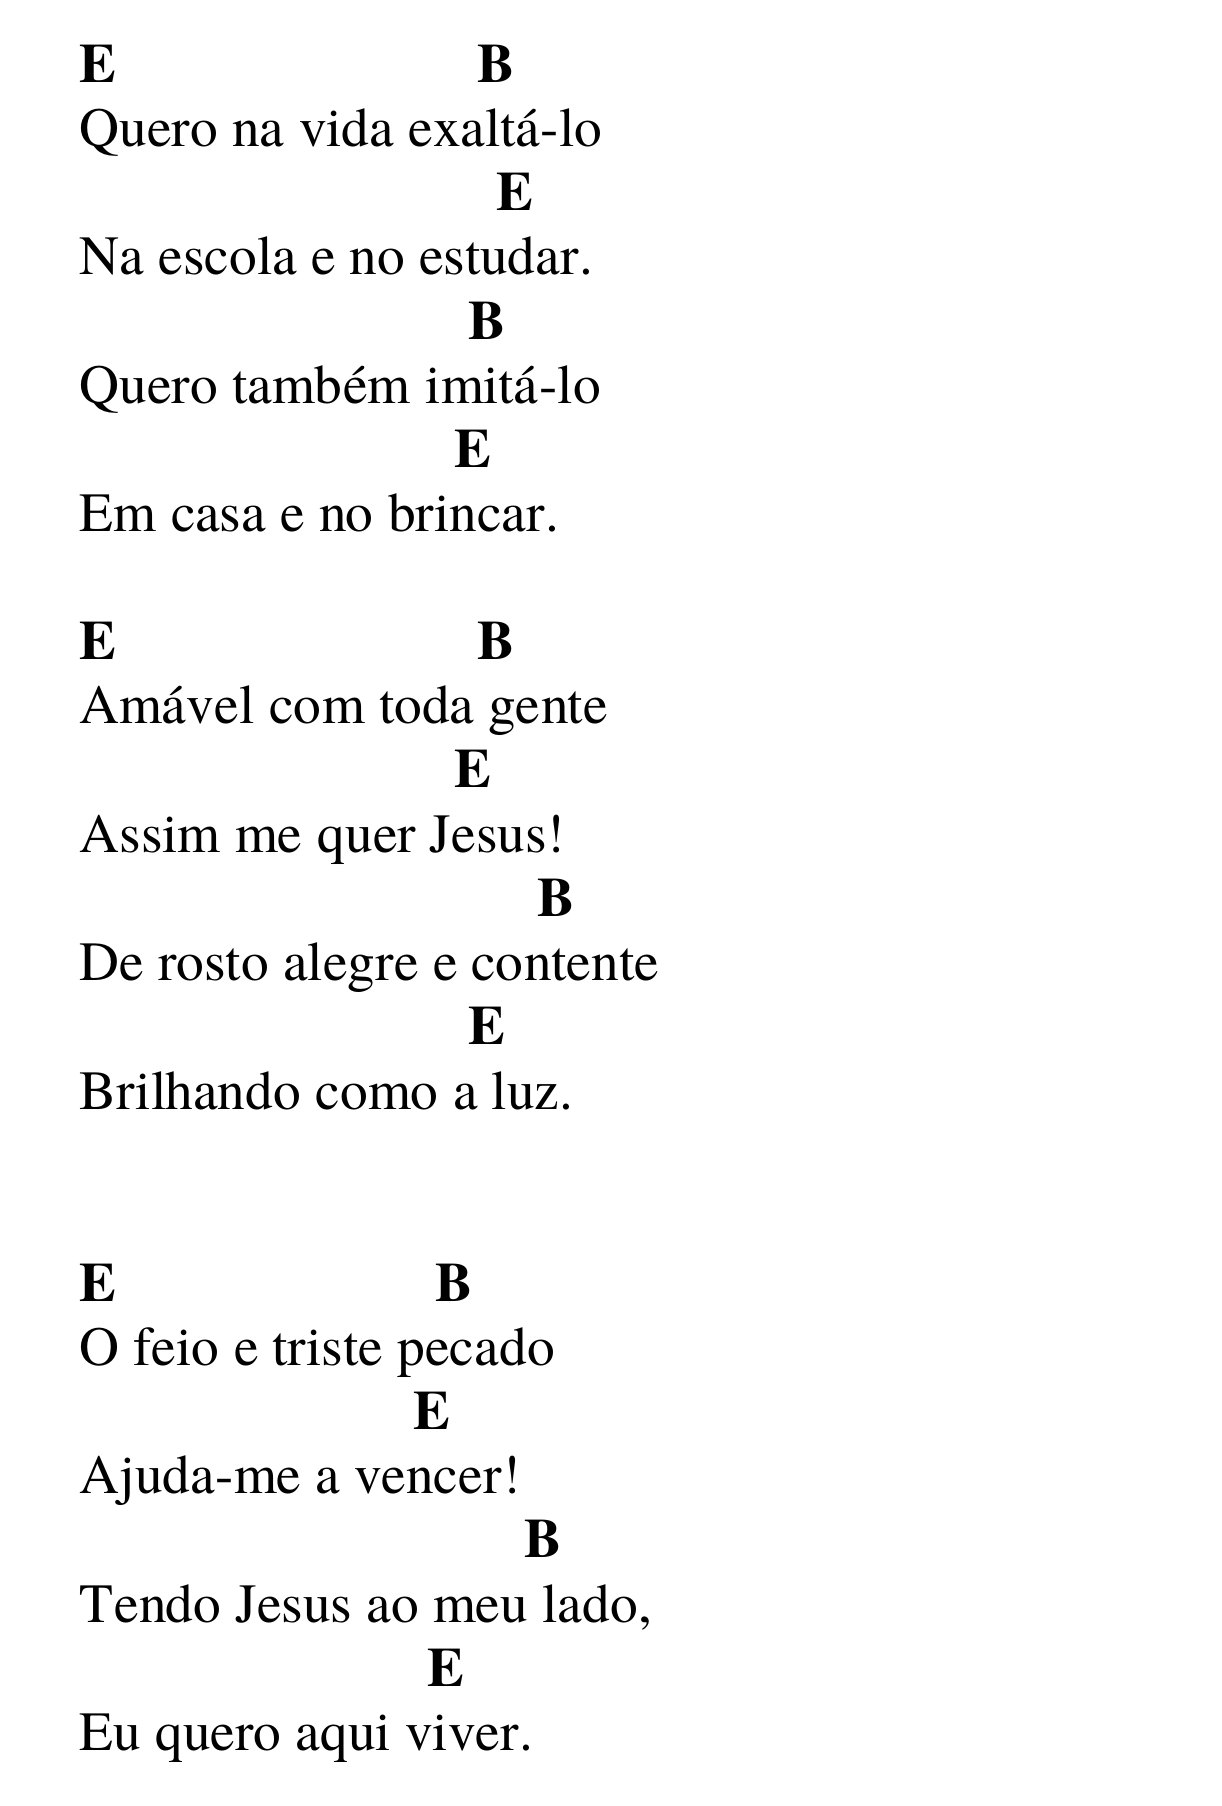 E B
Quero na vida exaltá-lo
E
Na escola e no estudar.
B
Quero também imitá-lo
E
Em casa e no brincar.
E B
Amável com toda gente
E
Assim me quer Jesus!
B
De rosto alegre e contente
E
Brilhando como a luz.
E B
O feio e triste pecado
E
Ajuda-me a vencer!
B
Tendo Jesus ao meu lado,
E
Eu quero aqui viver.